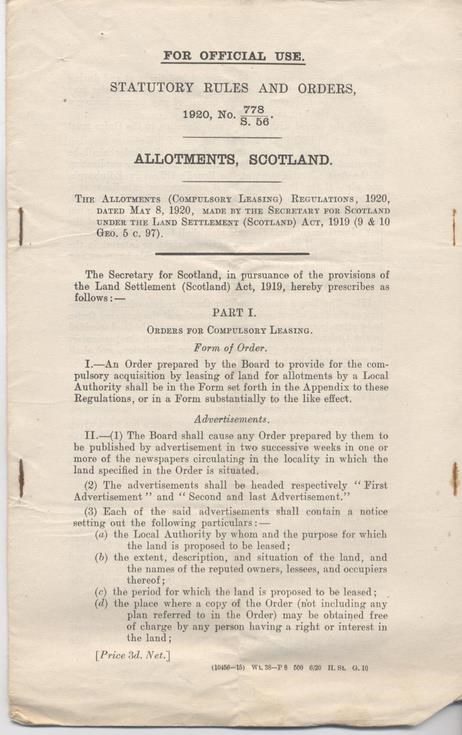 FOR OFFICIAL USE.
STATUTORY RULES AND ORDERS,
1920, No. 778/S. 56.
ALLOTMENTS, SCOTLAND.
The Allotments (Compulsory Leasing) Regulations, 1920,
dated May 8, 1920, made by the Secretary for Scotland
under the Land Settlement (Scotland) Act, 1919 (9 & 10
Geo. 5 c. 97).
The Secretary for Scotland, in pursuance of the provisions of
the Land Settlement (Scotland) Act, 1919, hereby prescribes as
follows:—
PART I.
Orders for Compulsory Leasing.
Form of Order.
I.—An Order prepared by the Board to provide for the com-
pulsory acquisition by leasing of land for allotments by a Local
Authority shall be in the Form set forth in the Appendix to these
Regulations, or in a Form substantially to the like effect.
Advertisements.
II.—(1) The Board shall cause any Order prepared by them to
be published by advertisement in two successive weeks in one or
more of the newspapers circulating in the locality in which the
land specified in the Order is situated.
(2) The advertisements shall be headed respectively "First
Advertisement" and "Second and last Advertisement."
(3) Each of the said advertisements shall contain a notice
setting out the following particulars:—
(a) the Local Authority by whom and the purpose for which
the land is proposed to be leased;
(b) the extent, description, and situation of the land, and
the names of the reputed owners, lessees, and occupiers
thereof;
(c) the period for which the land is proposed to be leased;
(d) the place where a copy of the Order (not including any
plan referred to in the Order) may be obtained free
of charge by any person having a right or interest in
the land;
[Price 3d. Net.]
(10456—15) Wt. 38—P 8 500 6/20 H. St. G. 10